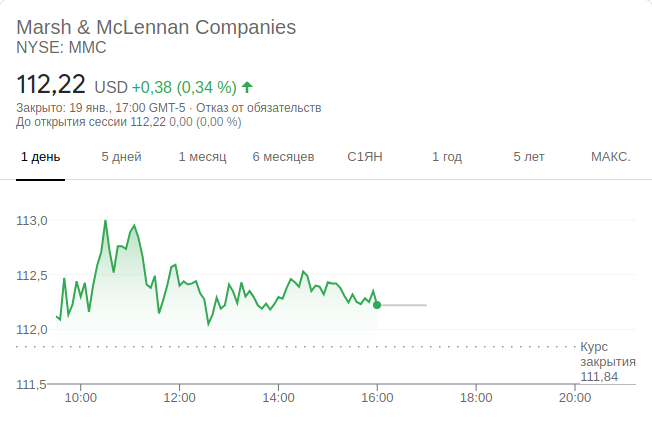 Marsh & McLennan Companies
NYSE: MMC
112,22 USD +0,38 (0,34 %)
Закрыто: 19 янв., 17:00 GMT-5 · Отказ от обязательств
До открытия сессии 112,22 0,00 (0,00 %)
1 день 5 дней 1 месяц 6 месяцев С1ЯН 1 год 5 лет МАКС.
113,0
112,5
112,0
Курс
закрытия
111,84
111,5
10:00 12:00 14:00 16:00 18:00 20:00